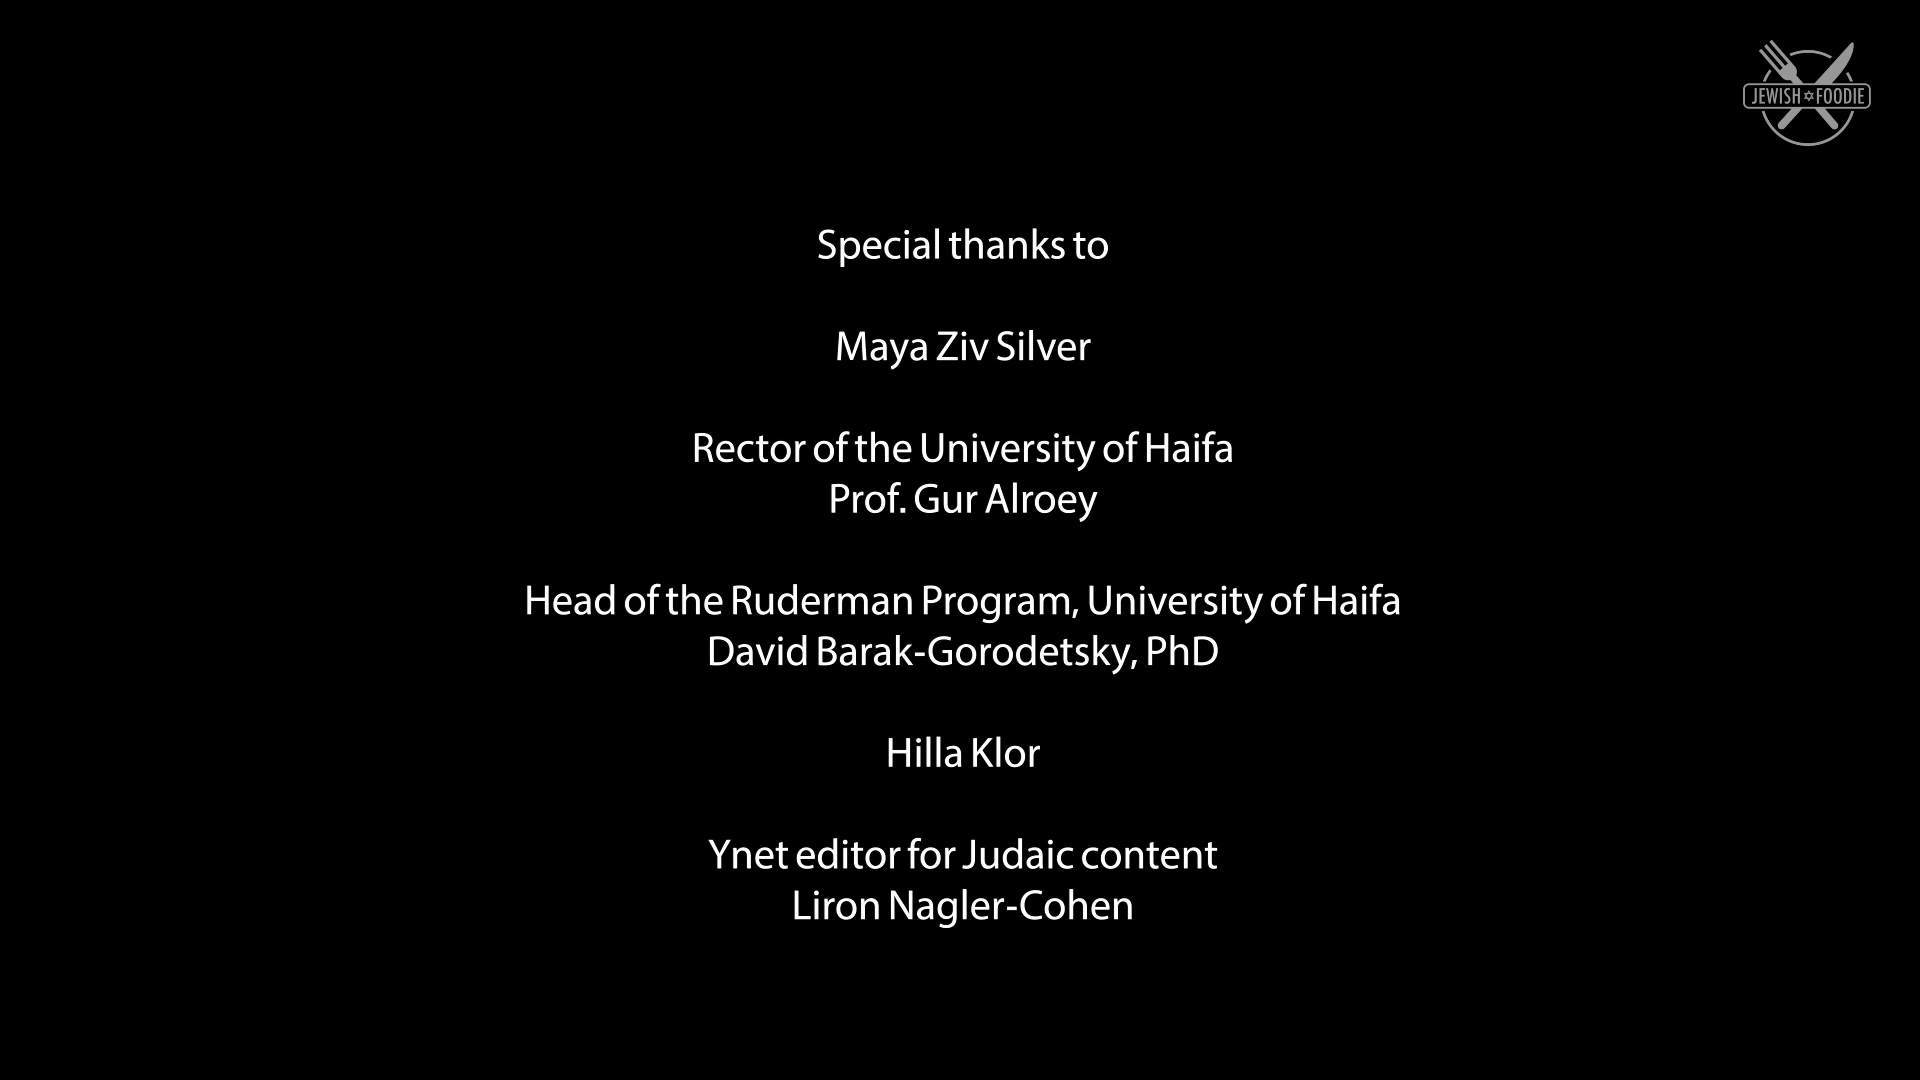 JEWISH FOODIE
Special thanks to
Maya Ziv Silver
Rector of the University of Haifa
Prof. Gur Alroey
Head of the Ruderman Program, University of Haifa
David Barak-Gorodetsky, PhD
Hilla Klor
Ynet editor for Judaic content
Liron Nagler-Cohen